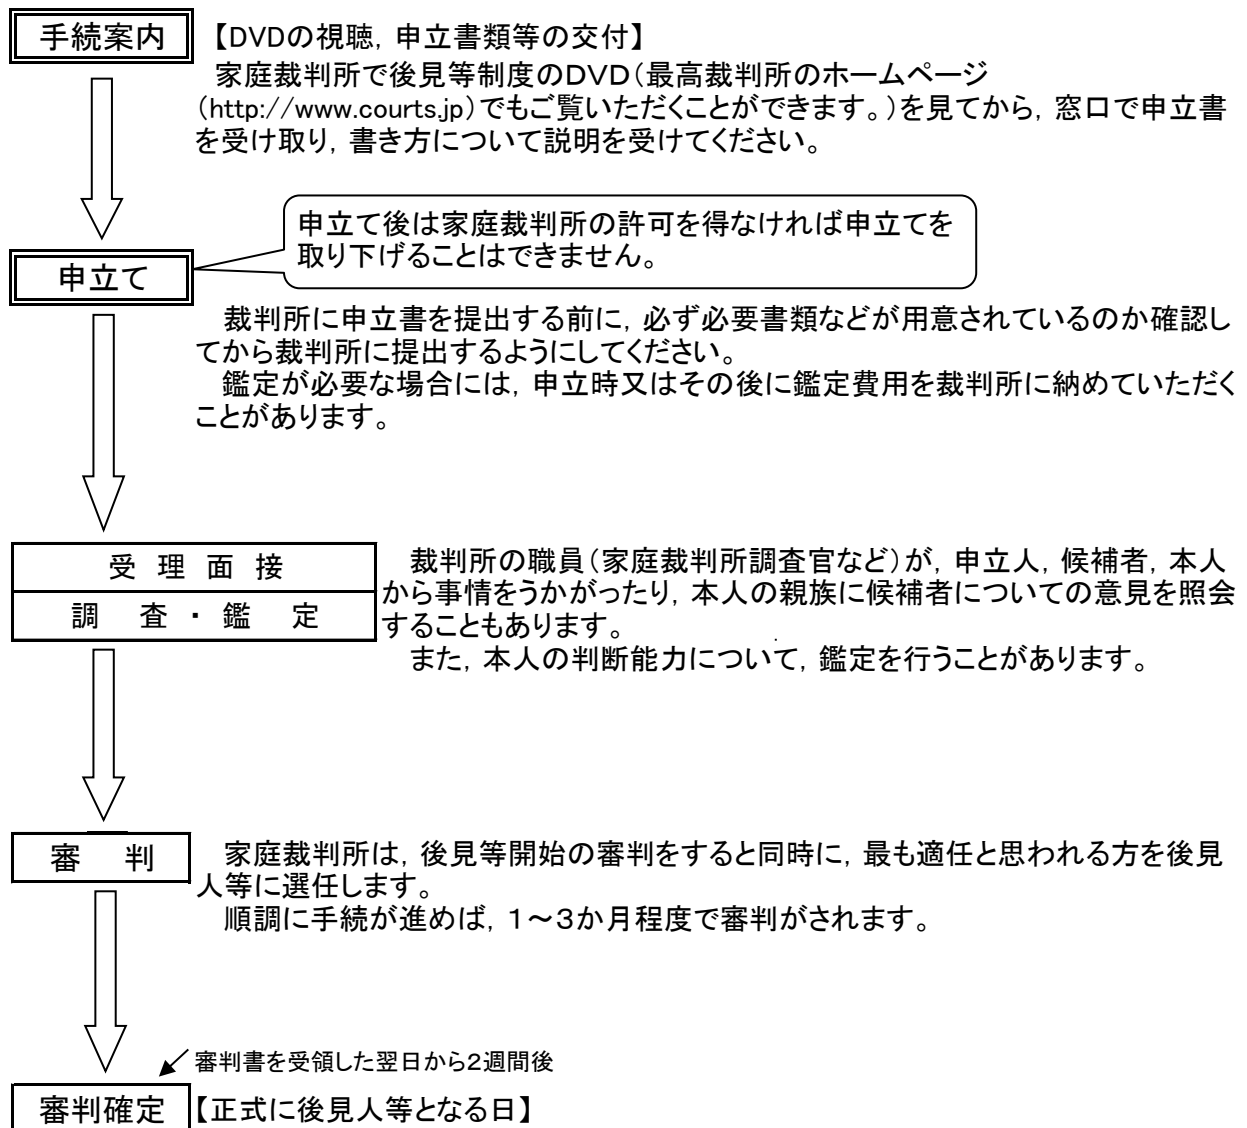 手続案内 【DVDの視聴，申立書類等の交付】
家庭裁判所で後見等制度のDVD（最高裁判所のホームページ
（http://www.courts.jp）でもご覧いただくことができます。）を見てから，窓口で申立書
を受け取り，書き方について説明を受けてください。
申立て後は家庭裁判所の許可を得なければ申立てを
取り下げることはできません。
申立て
裁判所に申立書を提出する前に，必ず必要書類などが用意されているのか確認し
てから裁判所に提出するようにしてください。
鑑定が必要な場合には，申立時又はその後に鑑定費用を裁判所に納めていただく
ことがあります。
受 理 面 接
調 査 ・ 鑑 定
裁判所の職員（家庭裁判所調査官など）が，申立人，候補者，本人
から事情をうかがったり，本人の親族に候補者についての意見を照会
することもあります。
また，本人の判断能力について，鑑定を行うことがあります。
審 判
家庭裁判所は，後見等開始の審判をすると同時に，最も適任と思われる方を後見
人等に選任します。
順調に手続が進めば，１～３か月程度で審判がされます。
審判書を受領した翌日から２週間後
審判確定 【正式に後見人等となる日】